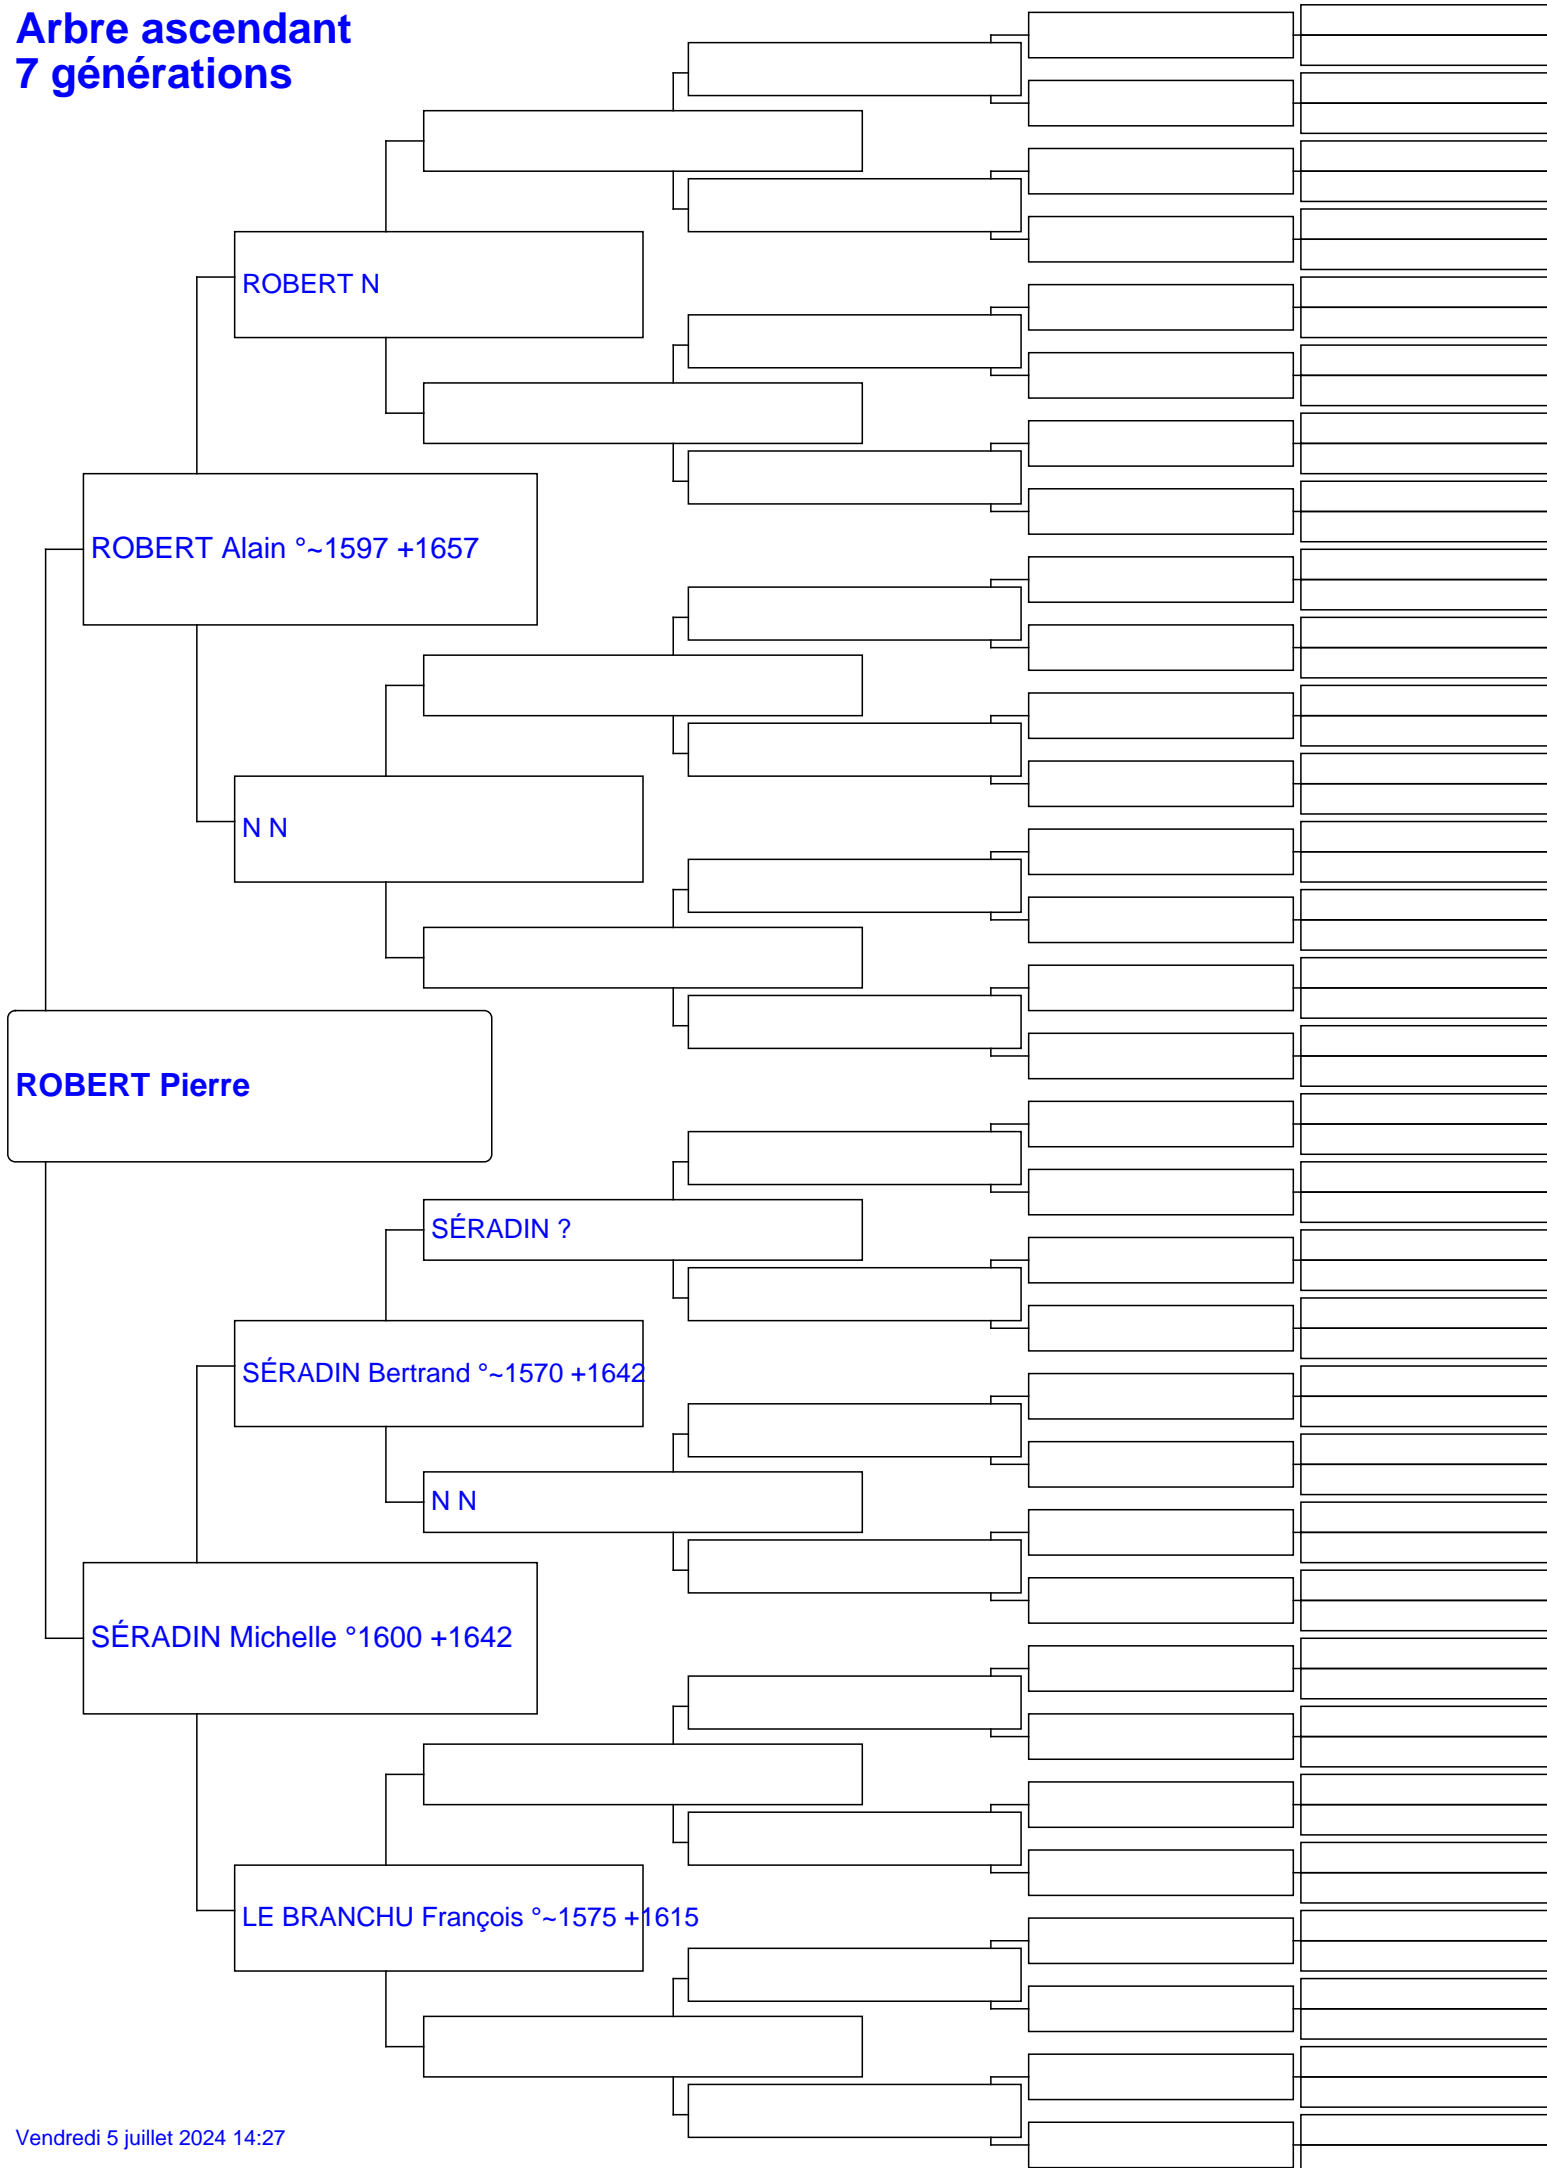 Arbre ascendant
7 générations
ROBERT N
ROBERT Alain °~1597 +1657
N N
ROBERT Pierre
SÉRADIN ?
SÉRADIN Bertrand °~1570 +1642
N N
SÉRADIN Michelle °1600 +1642
LE BRANCHU François °~1575 +1615
Vendredi 5 juillet 2024 14:27